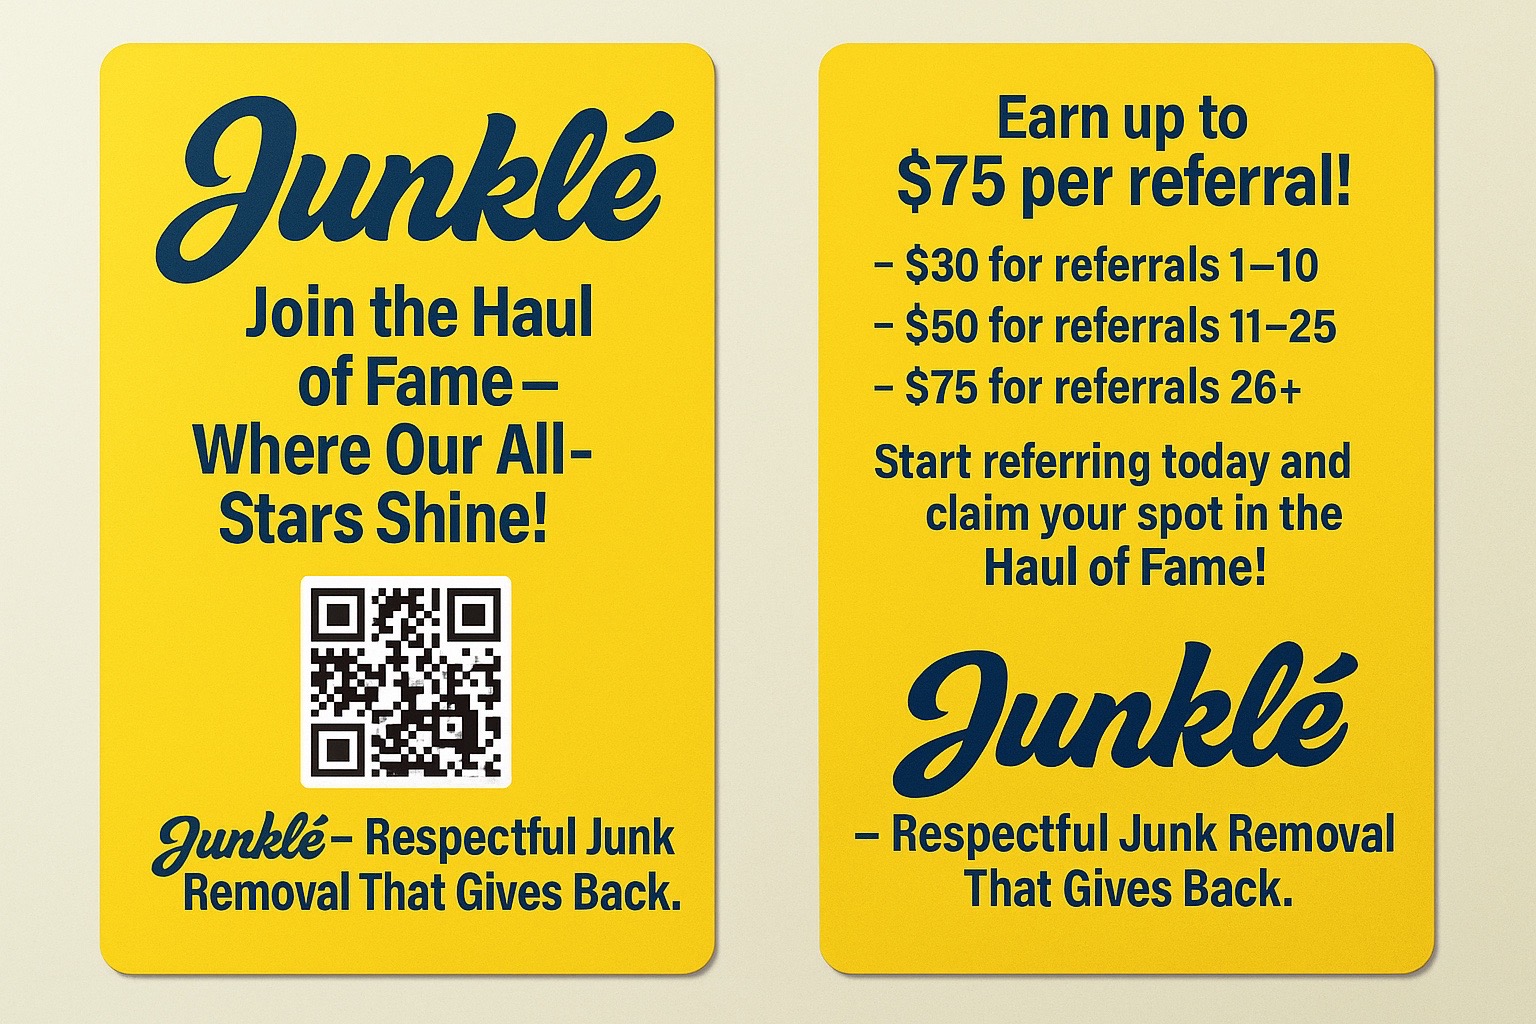 Junklé
Join the Haul
of Fame—
Where Our All-
Stars Shine!
Junklé – Respectful Junk
Removal That Gives Back.
Earn up to
$75 per referral!
– $30 for referrals 1–10
– $50 for referrals 11–25
– $75 for referrals 26+
Start referring today and
claim your spot in the
Haul of Fame!
Junklé
– Respectful Junk Removal
That Gives Back.